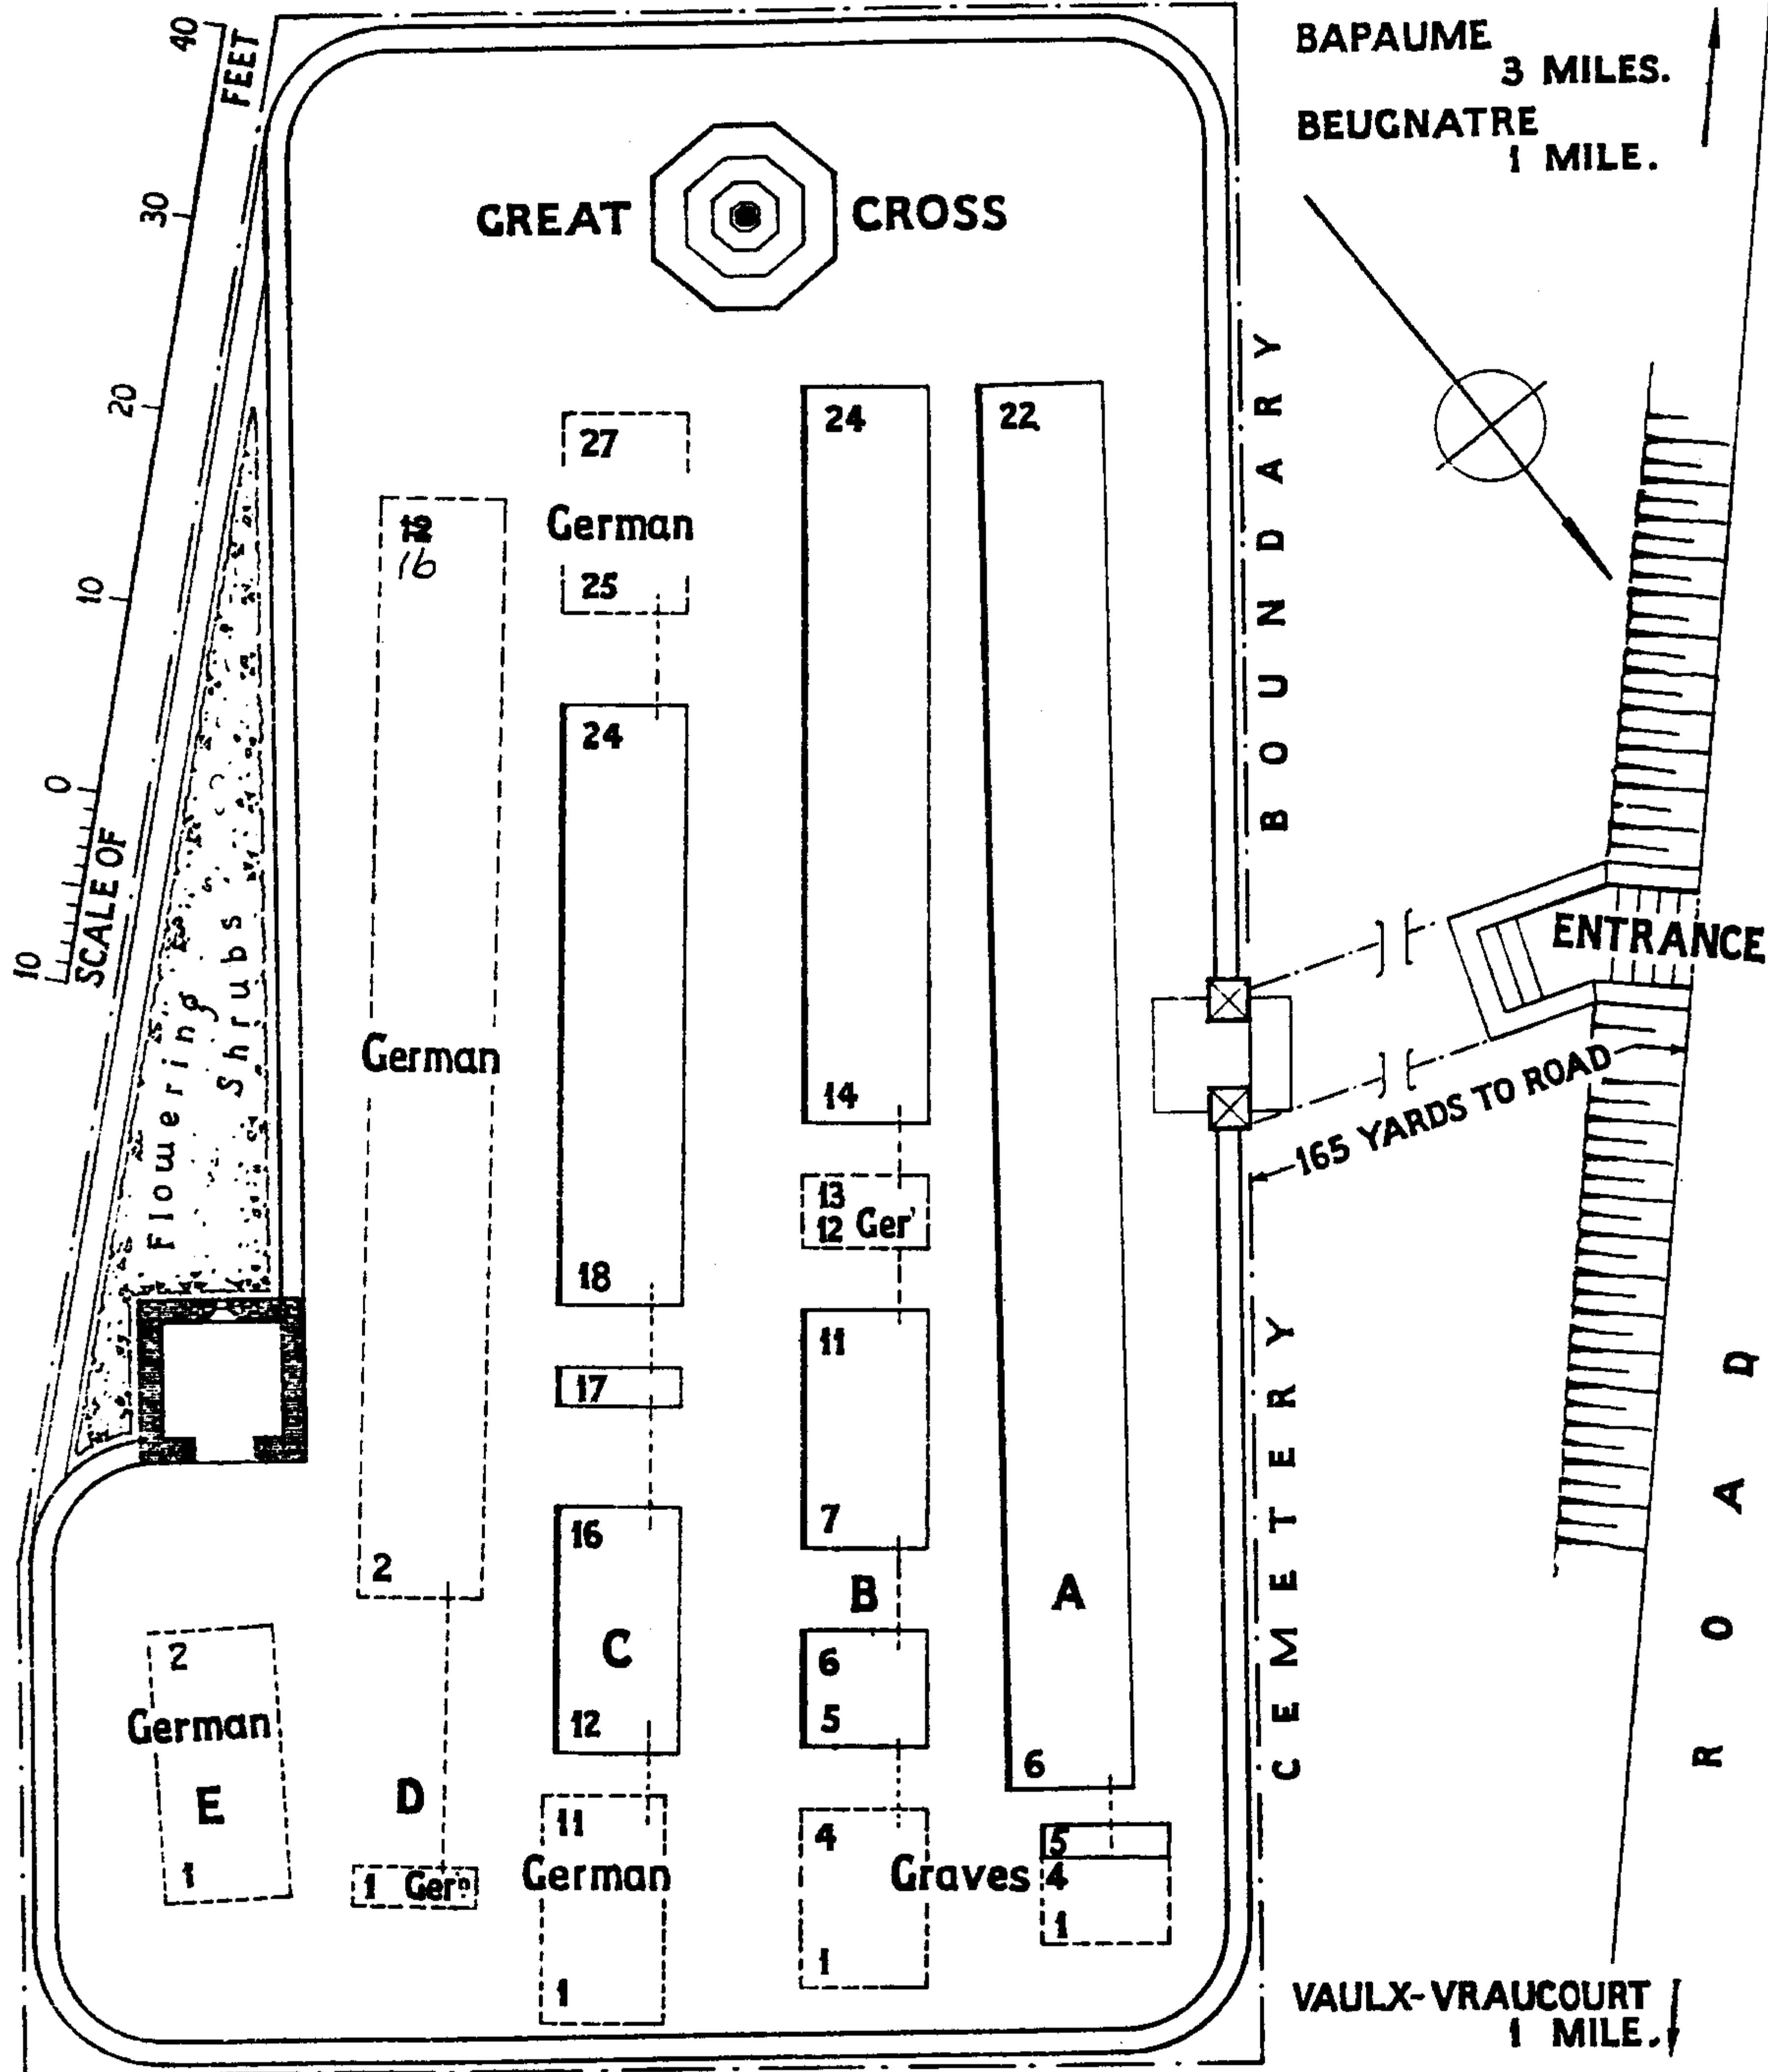 BAPAUME
3 MILES.
BEUGNATRE
1 MILE.
40
FEET
30
20
10
0
SCALE OF
10
GREAT CROSS
27
German
25
24
22
12
16
24
German
14
13
12 Ger'
18
11
17
7
16
2
C
12
B
A
6
5
6
2
German
E
1
D
1 Gerⁿ
11
German
1
4
Graves
1
5
4
1
Flowering
Shrubs
BOUNDARY
CEMETERY
ENTRANCE
165 YARDS TO ROAD
ROAD
VAULX-VRAUCOURT
1 MILE.